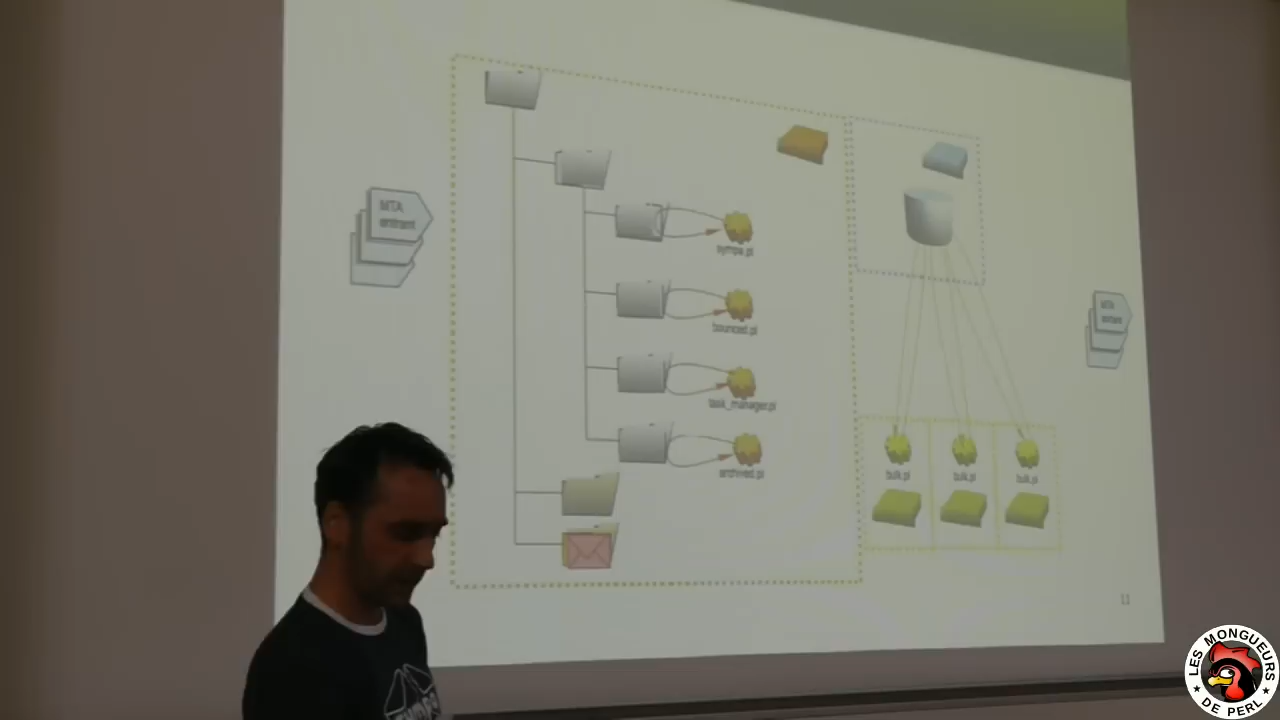 MTA
entrant
sympa.pl
bounced.pl
task_manager.pl
archived.pl
bulk.pl
bulk.pl
bulk.pl
MTA
11
LES MONGUEURS
★ DE PERL ★